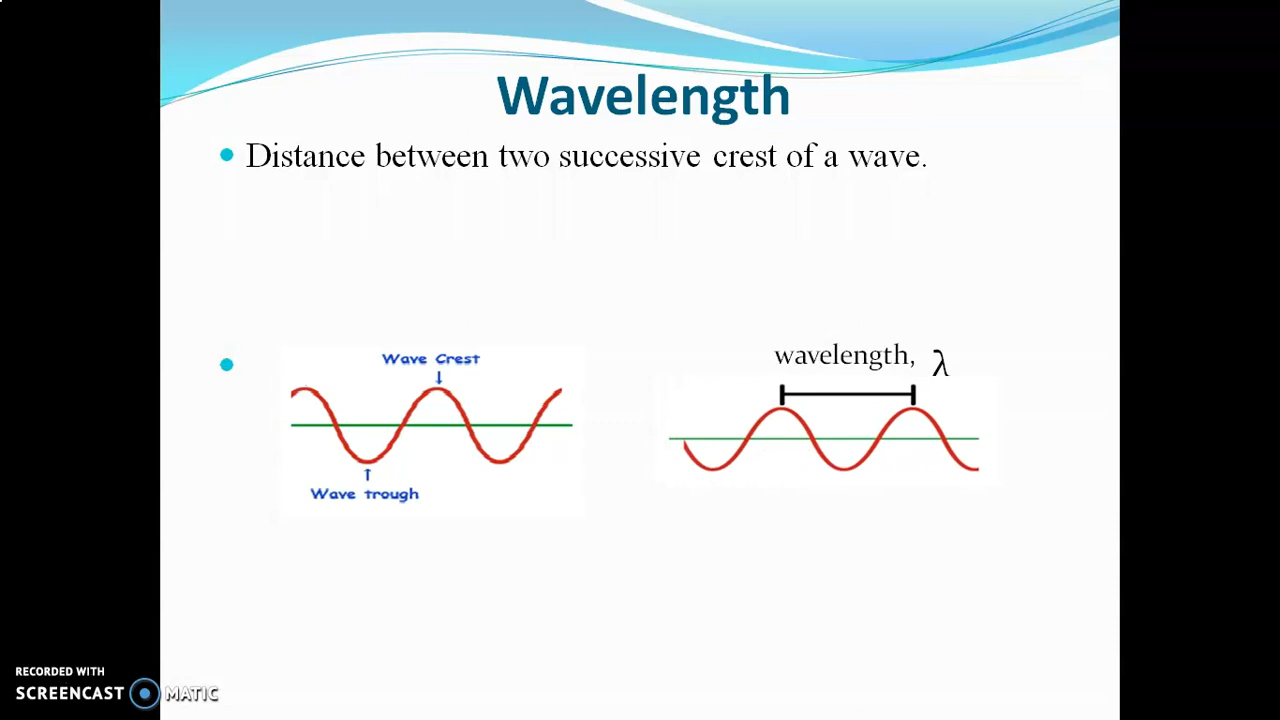 Wavelength
Distance between two successive crest of a wave.
Wave Crest
Wave trough
wavelength, λ
RECORDED WITH
SCREENCAST MATIC